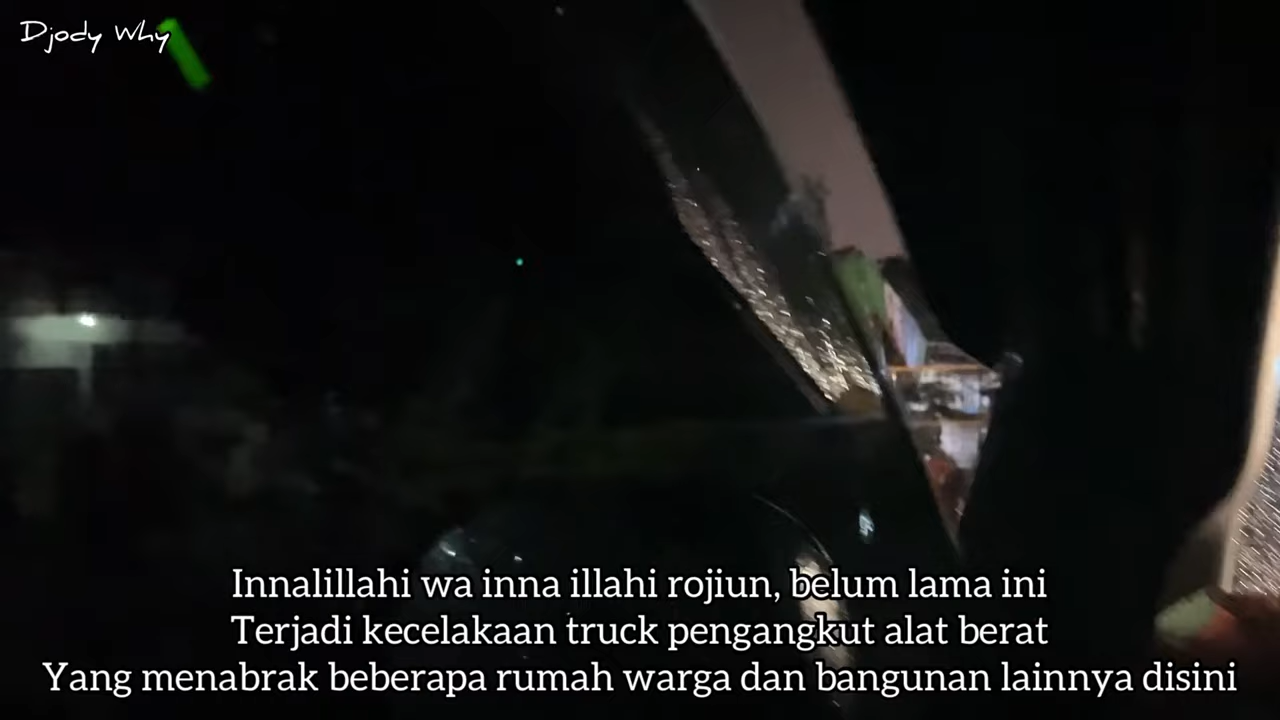 Djody Why
Innalillahi wa inna illahi rojiun, belum lama ini
Terjadi kecelakaan truck pengangkut alat berat
Yang menabrak beberapa rumah warga dan bangunan lainnya disini